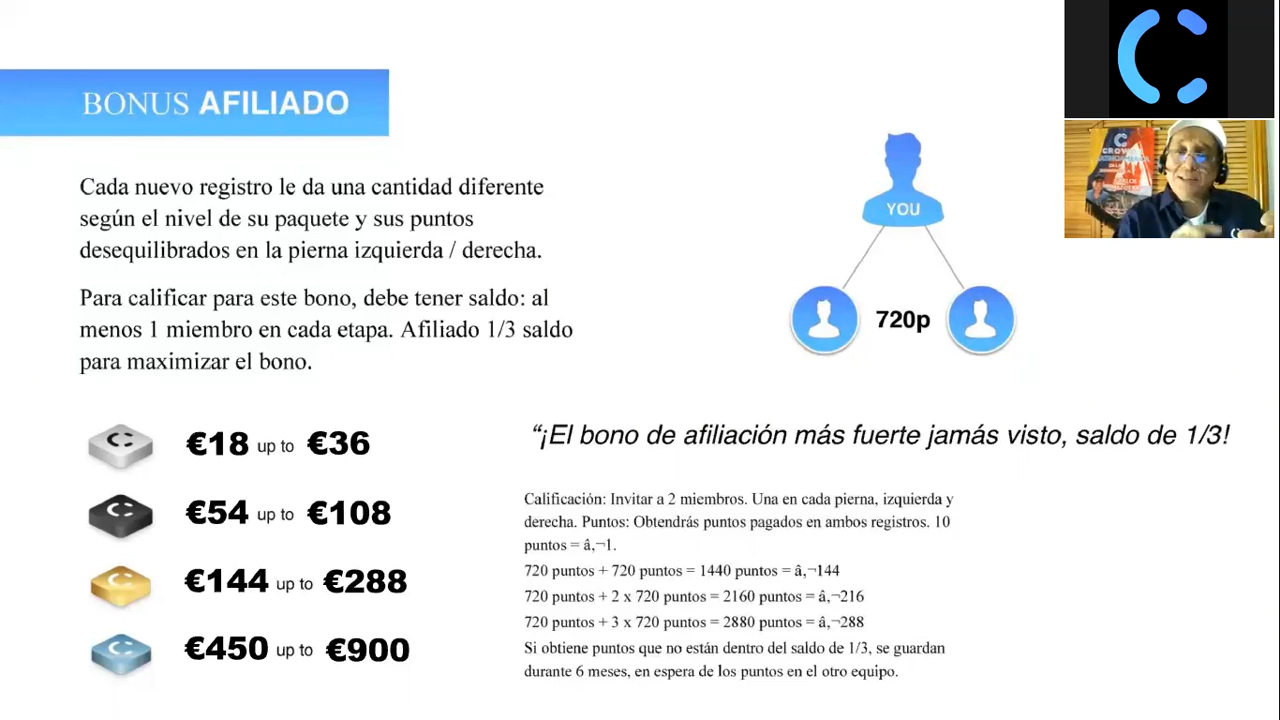 BONUS AFILIADO
Cada nuevo registro le da una cantidad diferente
según el nivel de su paquete y sus puntos
desequilibrados en la pierna izquierda / derecha.
Para calificar para este bono, debe tener saldo: al
menos 1 miembro en cada etapa. Afiliado 1/3 saldo
para maximizar el bono.
€18 up to €36
€54 up to €108
€144 up to €288
€450 up to €900
YOU
720p
“¡El bono de afiliación más fuerte jamás visto, saldo de 1/3!
Calificación: Invitar a 2 miembros. Una en cada pierna, izquierda y
derecha. Puntos: Obtendrás puntos pagados en ambos registros. 10
puntos = â‚¬1.
720 puntos + 720 puntos = 1440 puntos = â‚¬144
720 puntos + 2 x 720 puntos = 2160 puntos = â‚¬216
720 puntos + 3 x 720 puntos = 2880 puntos = â‚¬288
Si obtiene puntos que no están dentro del saldo de 1/3, se guardan
durante 6 meses, en espera de los puntos en el otro equipo.